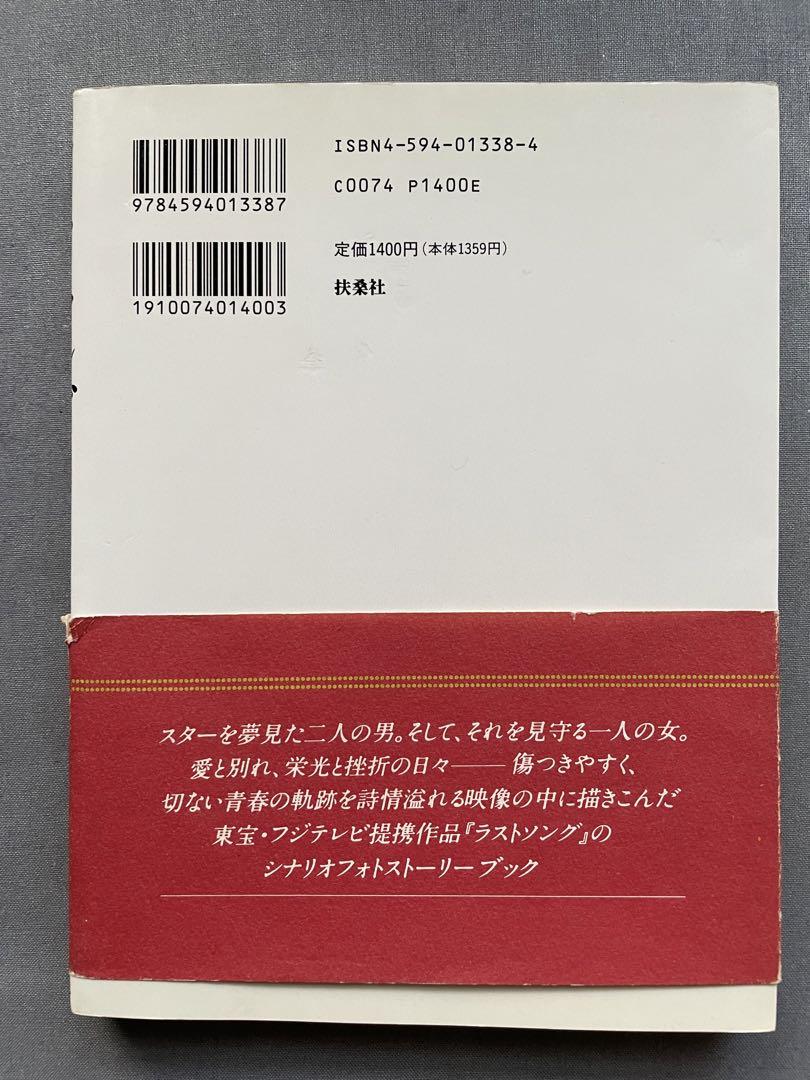 ISBN4-594-01338-4
C0074 P1400E
9784594013387
定価1400円(本体1359円)
扶桑社
1910074014003
スターを夢見た二人の男。そして、それを見守る一人の女。
愛と別れ、栄光と挫折の日々――傷つきやすく、
切ない青春の軌跡を詩情溢れる映像の中に描きこんだ
東宝・フジテレビ提携作品『ラストソング』の
シナリオフォトストーリーブック